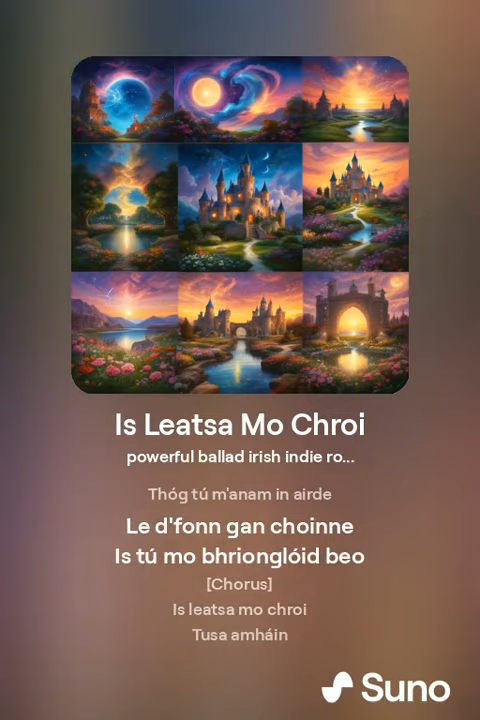 Is Leatsa Mo Chroi
powerful ballad irish indie ro...
Thóg tú m'anam in airde
Le d'fonn gan choinne
Is tú mo bhrionglóid beo
[Chorus]
Is leatsa mo chroi
Tusa amháin
Suno